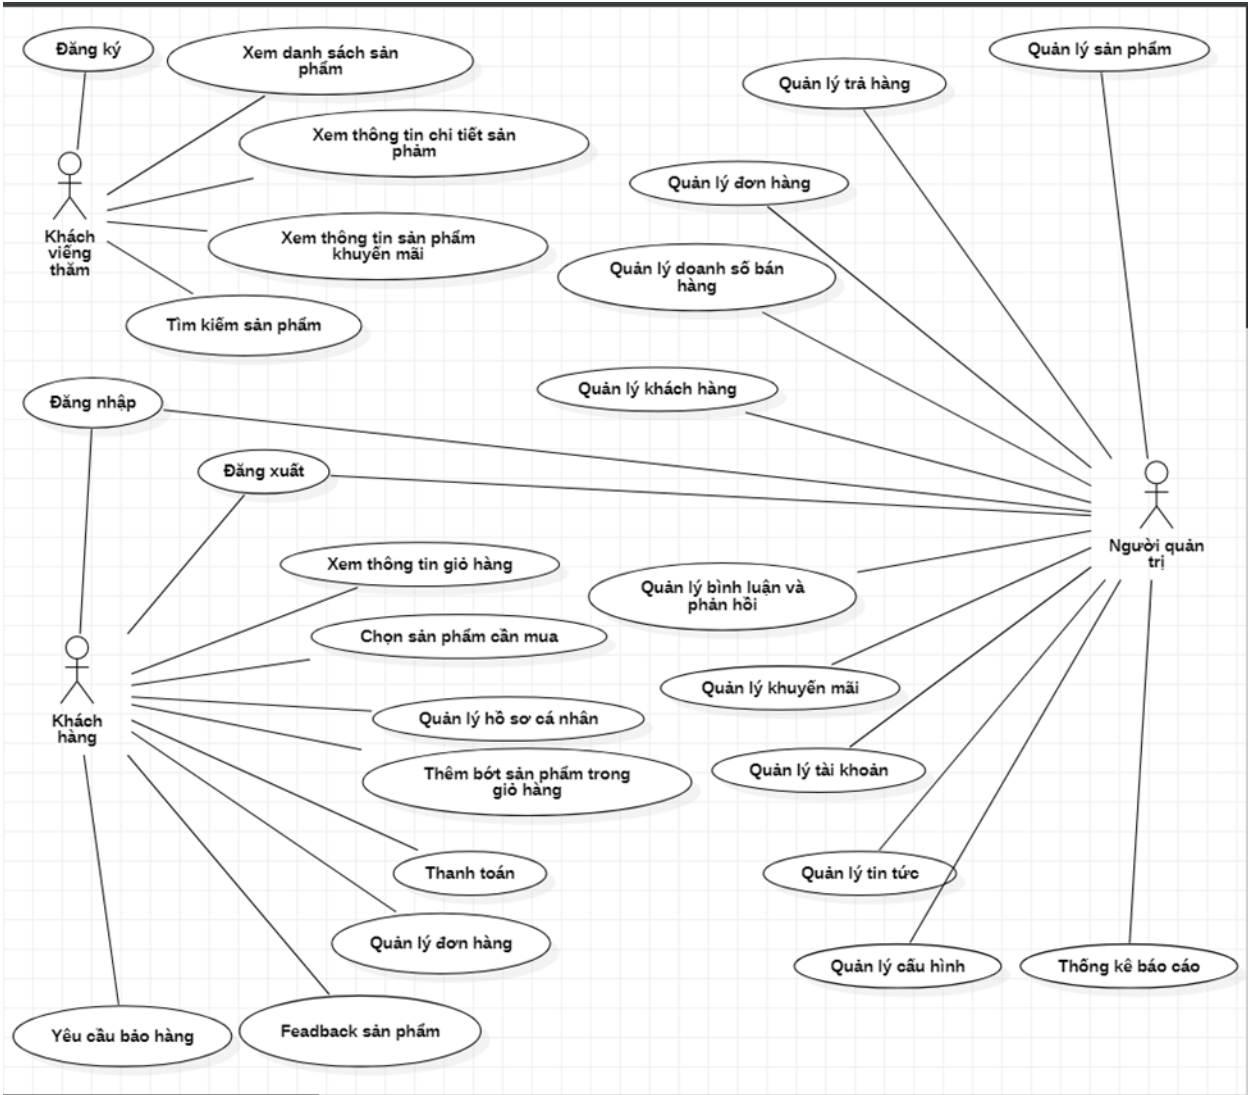 Đăng ký
Xem danh sách sản
phẩm
Xem thông tin chi tiết sản
phảm
Khách
viếng
thăm
Xem thông tin sản phẩm
khuyến mãi
Tìm kiếm sản phẩm
Quản lý sản phẩm
Quản lý trả hàng
Quản lý đơn hàng
Quản lý doanh số bán
hàng
Quản lý khách hàng
Đăng nhập
Đăng xuất
Người quản
trị
Xem thông tin giỏ hàng
Chọn sản phẩm cần mua
Khách
hàng
Quản lý hồ sơ cá nhân
Thêm bớt sản phẩm trong
giỏ hàng
Thanh toán
Quản lý đơn hàng
Yêu cầu bảo hàng
Feadback sản phẩm
Quản lý bình luận và
phản hồi
Quản lý khuyến mãi
Quản lý tài khoản
Quản lý tin tức
Quản lý cấu hình
Thống kê báo cáo